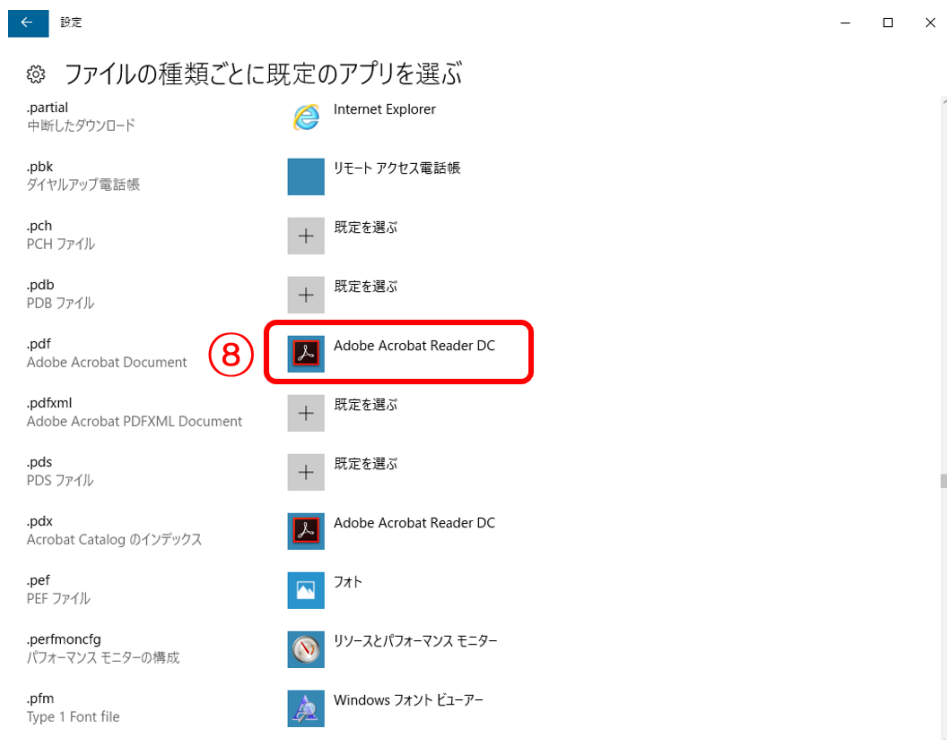 設定
ファイルの種類ごとに既定のアプリを選ぶ
.partial
中断したダウンロード
Internet Explorer
.pbk
ダイヤルアップ電話帳
リモート アクセス電話帳
.pch
PCH ファイル
既定を選ぶ
.pdb
PDB ファイル
既定を選ぶ
.pdf
Adobe Acrobat Document
⑧
Adobe Acrobat Reader DC
.pdfxml
Adobe Acrobat PDFXML Document
既定を選ぶ
.pds
PDS ファイル
既定を選ぶ
.pdx
Acrobat Catalog のインデックス
Adobe Acrobat Reader DC
.pef
PEF ファイル
フォト
.perfmoncfg
パフォーマンス モニターの構成
リソースとパフォーマンス モニター
.pfm
Type 1 Font file
Windows フォント ビューアー